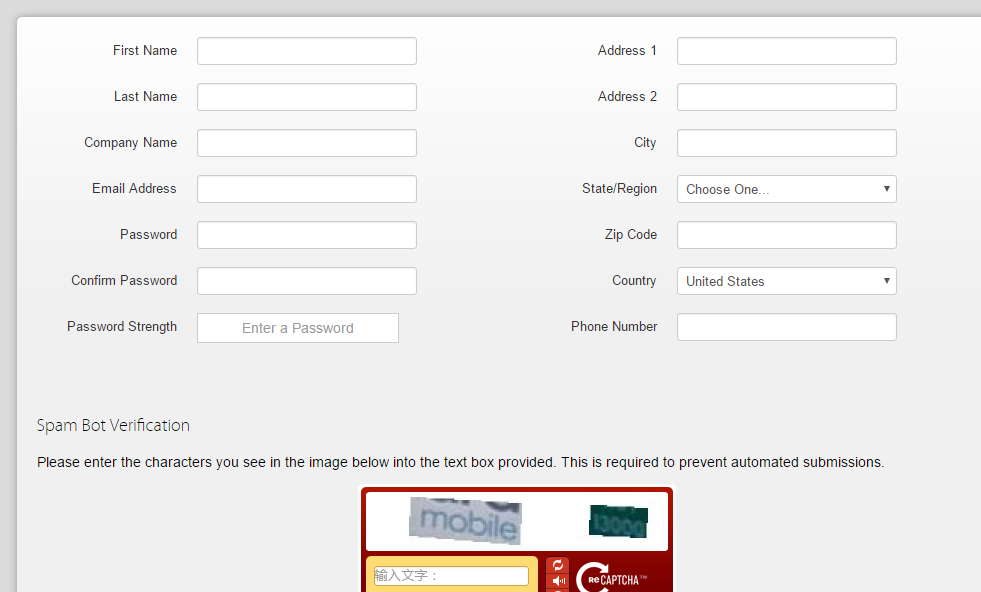 First Name
Last Name
Company Name
Email Address
Password
Confirm Password
Password Strength Enter a Password
Address 1
Address 2
City
State/Region Choose One...
Zip Code
Country United States
Phone Number
Spam Bot Verification
Please enter the characters you see in the image below into the text box provided. This is required to prevent automated submissions.
mobile
输入文字：
reCAPTCHA™